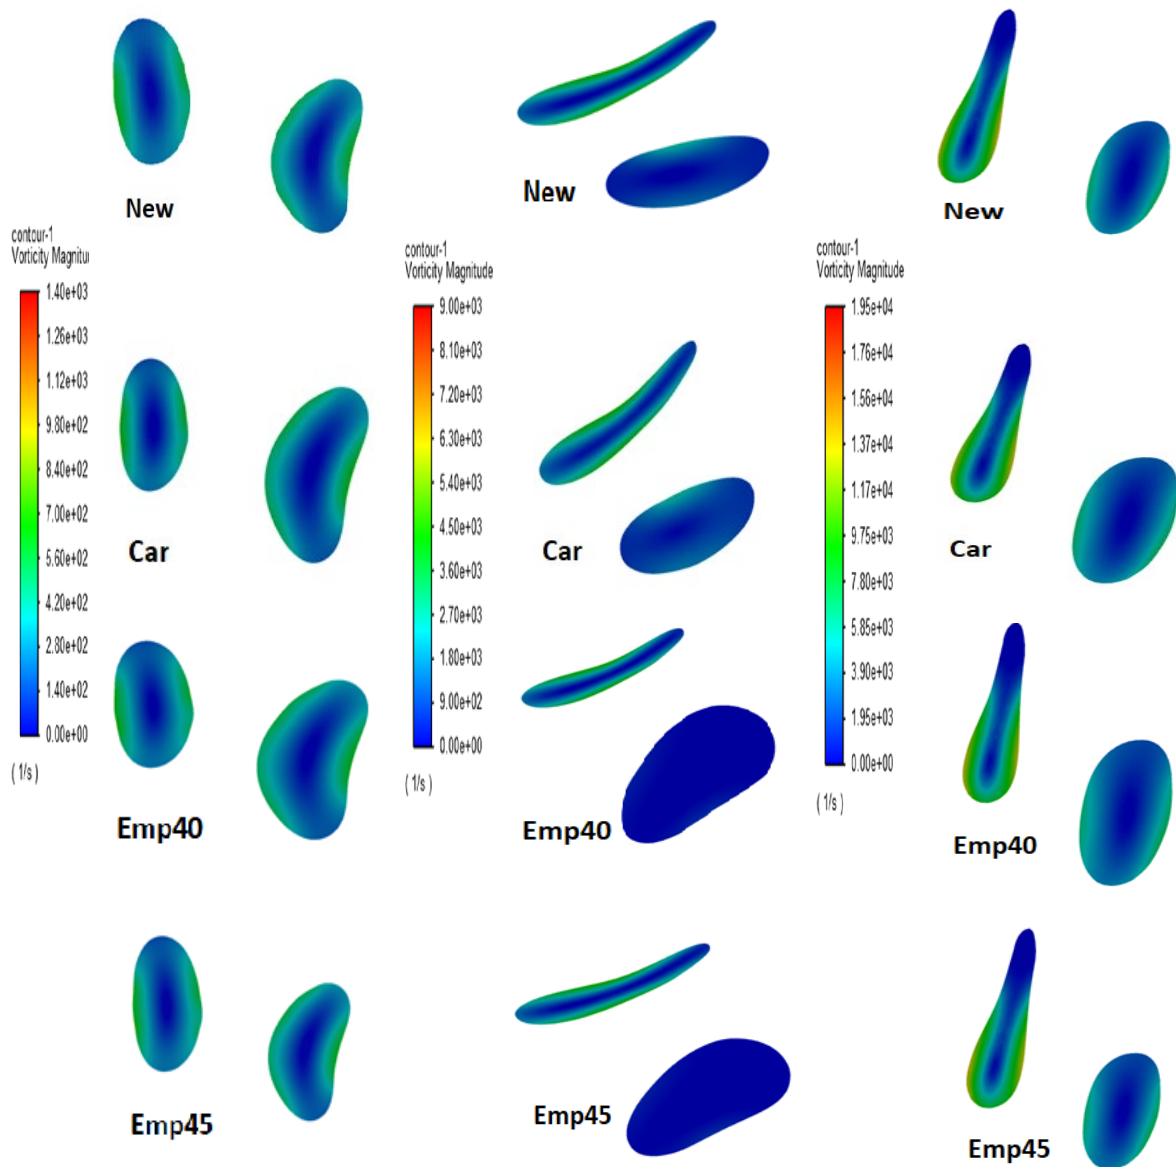 New
New
New
contour-1
Vorticity Magnitu
1.40e+03
1.26e+03
1.12e+03
9.80e+02
8.40e+02
7.00e+02
5.60e+02
4.20e+02
2.80e+02
1.40e+02
0.00e+00
( 1/s )
contour-1
Vorticity Magnitude
9.00e+03
8.10e+03
7.20e+03
6.30e+03
5.40e+03
4.50e+03
3.60e+03
2.70e+03
1.80e+03
9.00e+02
0.00e+00
( 1/s )
contour-1
Vorticity Magnitude
1.95e+04
1.76e+04
1.56e+04
1.37e+04
1.17e+04
9.75e+03
7.80e+03
5.85e+03
3.90e+03
1.95e+03
0.00e+00
( 1/s )
Car
Car
Car
Emp40
Emp40
Emp40
Emp45
Emp45
Emp45